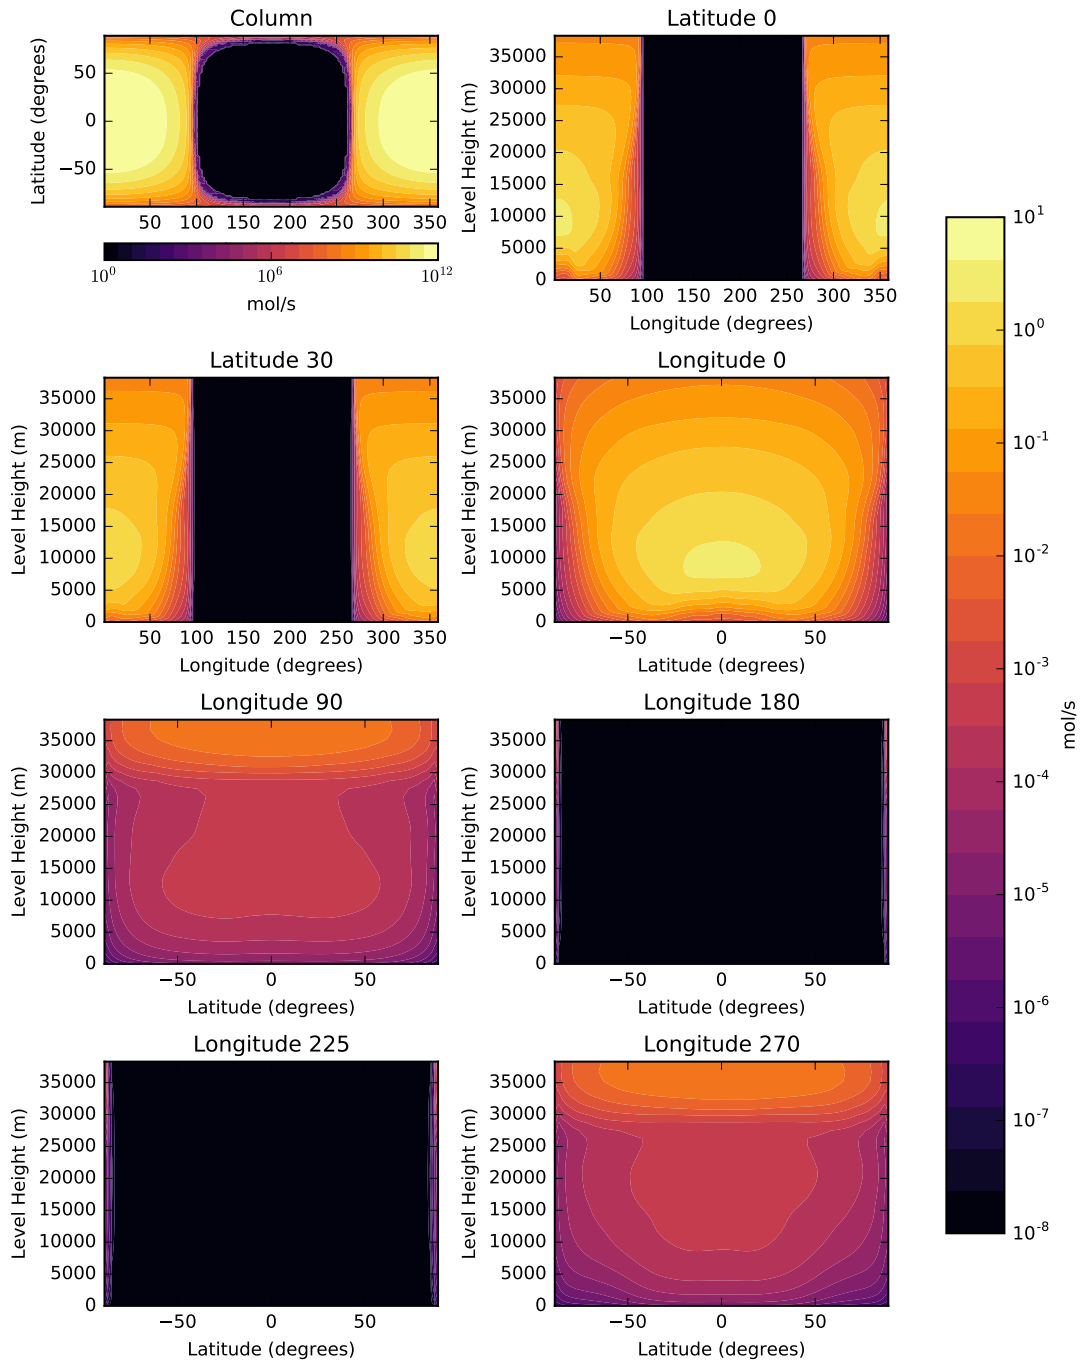 Column
Latitude (degrees)
50
0
−50
50 100 150 200 250 300 350
10^0 10^6 10^12
mol/s
Latitude 0
Level Height (m)
35000
30000
25000
20000
15000
10000
5000
0
50 100 150 200 250 300 350
Longitude (degrees)
Latitude 30
Level Height (m)
35000
30000
25000
20000
15000
10000
5000
0
50 100 150 200 250 300 350
Longitude (degrees)
Longitude 0
Level Height (m)
35000
30000
25000
20000
15000
10000
5000
0
−50 0 50
Latitude (degrees)
Longitude 90
Level Height (m)
35000
30000
25000
20000
15000
10000
5000
0
−50 0 50
Latitude (degrees)
Longitude 180
Level Height (m)
35000
30000
25000
20000
15000
10000
5000
0
−50 0 50
Latitude (degrees)
Longitude 225
Level Height (m)
35000
30000
25000
20000
15000
10000
5000
0
−50 0 50
Latitude (degrees)
Longitude 270
Level Height (m)
35000
30000
25000
20000
15000
10000
5000
0
−50 0 50
Latitude (degrees)
10^1
10^0
10^-1
10^-2
10^-3
10^-4
10^-5
10^-6
10^-7
10^-8
mol/s